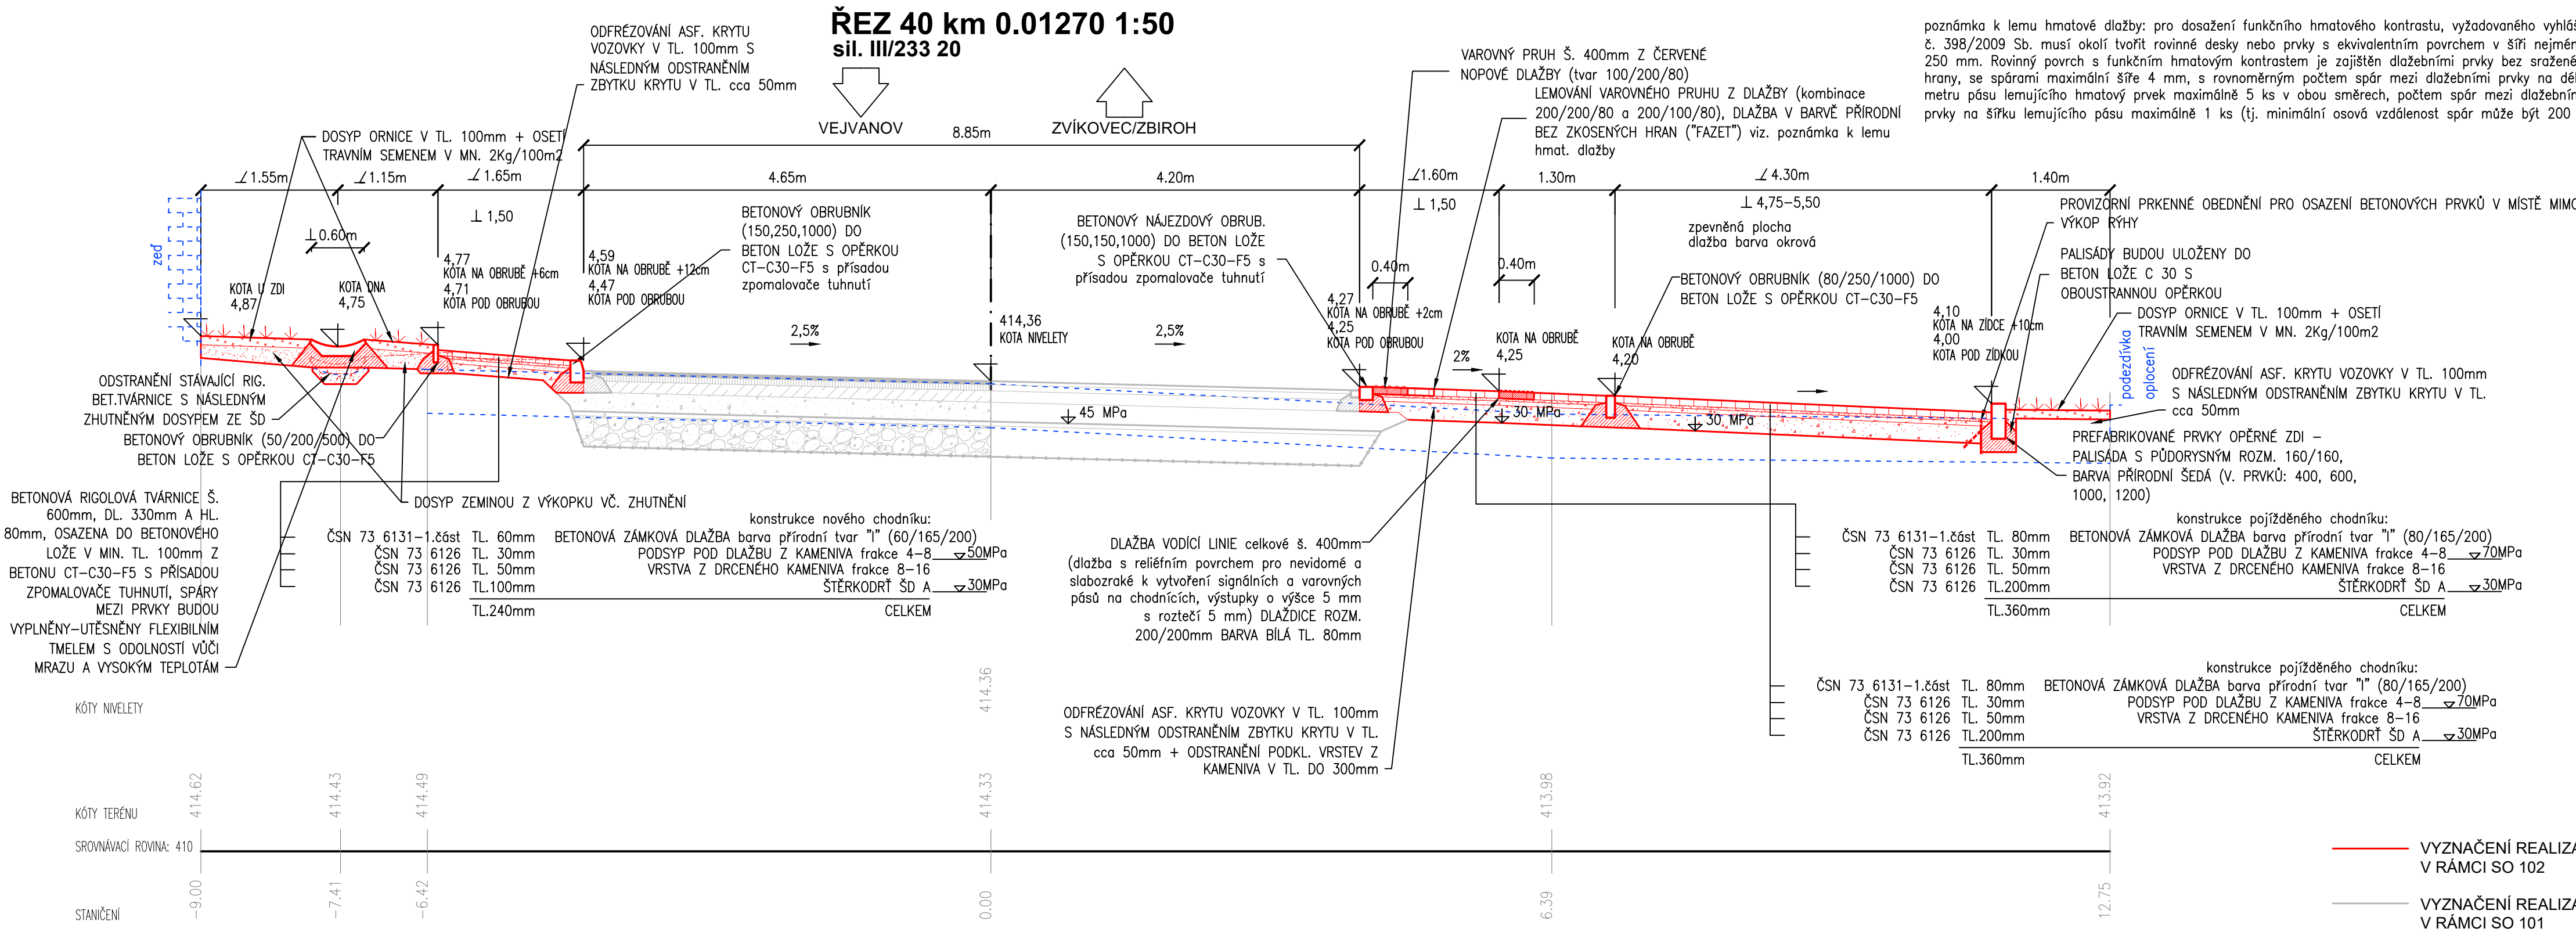 ŘEZ 40 km 0.01270 1:50
sil. III/233 20
VEJVANOV
ZVÍKOVEC/ZBIROH
ODFRÉZOVÁNÍ ASF. KRYTU
VOZOVKY V TL. 100mm S
NÁSLEDNÝM ODSTRANĚNÍM
ZBYTKU KRYTU V TL. cca 50mm
DOSYP ORNICE V TL. 100mm + OSETÍ
TRAVNÍM SEMENEM V MN. 2Kg/100m2
VAROVNÝ PRUH Š. 400mm Z ČERVENÉ
NOPOVÉ DLAŽBY (tvar 100/200/80)
LEMOVÁNÍ VAROVNÉHO PRUHU Z DLAŽBY (kombinace
200/200/80 a 200/100/80), DLAŽBA V BARVĚ PŘÍRODNÍ
BEZ ZKOSENÝCH HRAN ("FAZET") viz. poznámka k lemu
hmat. dlažby
poznámka k lemu hmatové dlažby: pro dosažení funkčního hmatového kontrastu, vyžadovaného vyhláš
č. 398/2009 Sb. musí okolí tvořit rovinné desky nebo prvky s ekvivalentním povrchem v šíři nejmén
250 mm. Rovinný povrch s funkčním hmatovým kontrastem je zajištěn dlažebními prvky bez sražené
hrany, se spárami maximální šíře 4 mm, s rovnoměrným počtem spár mezi dlažebními prvky na dél
metru pásu lemujícího hmatový prvek maximálně 5 ks v obou směrech, počtem spár mezi dlažebním
prvky na šířku lemujícího pásu maximálně 1 ks (tj. minimální osová vzdálenost spár může být 200
8.85m
∠1.55m
∠1.15m
∠1.65m
4.65m
4.20m
∠1.60m
1.30m
∠4.30m
1.40m
⊥0.60m
⊥ 1,50
⊥ 1,50
⊥ 4,75-5,50
0.40m
0.40m
zeď
KÓTA U ZDI
4,87
KÓTA DNA
4,75
4,77
KÓTA NA OBRUBĚ +6cm
4,71
KÓTA POD OBRUBOU
4,59
KÓTA NA OBRUBĚ +12cm
4,47
KÓTA POD OBRUBOU
BETONOVÝ OBRUBNÍK
(150,250,1000) DO
BETON LOŽE S OPĚRKOU
CT-C30-F5 s přísadou
zpomalovače tuhnutí
2,5%
414,36
KÓTA NIVELETY
2,5%
BETONOVÝ NÁJEZDOVÝ OBRUB.
(150,150,1000) DO BETON LOŽE
S OPĚRKOU CT-C30-F5 s
přísadou zpomalovače tuhnutí
4,27
KÓTA NA OBRUBĚ +2cm
4,25
KÓTA POD OBRUBOU
2%
KÓTA NA OBRUBĚ
4,25
KÓTA NA OBRUBĚ
4,20
zpevněná plocha
dlažba barva okrová
BETONOVÝ OBRUBNÍK (80/250/1000) DO
BETON LOŽE S OPĚRKOU CT-C30-F5
4,10
KÓTA NA ZÍDCE +10cm
4,00
KÓTA POD ZÍDKOU
PROVIZORNÍ PRKENNÉ OBEDNĚNÍ PRO OSAZENÍ BETONOVÝCH PRVKŮ V MÍSTĚ MIMO
VÝKOP RÝHY
PALISÁDY BUDOU ULOŽENY DO
BETON LOŽE C 30 S
OBOUSTRANNOU OPĚRKOU
DOSYP ORNICE V TL. 100mm + OSETÍ
TRAVNÍM SEMENEM V MN. 2Kg/100m2
podezdívka
oplocení
ODFRÉZOVÁNÍ ASF. KRYTU VOZOVKY V TL. 100mm
S NÁSLEDNÝM ODSTRANĚNÍM ZBYTKU KRYTU V TL.
cca 50mm
PREFABRIKOVANÉ PRVKY OPĚRNÉ ZDI -
PALISÁDA S PŮDORYSNÝM ROZM. 160/160,
BARVA PŘÍRODNÍ ŠEDÁ (V. PRVKŮ: 400, 600,
1000, 1200)
45 MPa
30 MPa
30 MPa
ODSTRANĚNÍ STÁVAJÍCÍ RIG.
BET.TVÁRNICE S NÁSLEDNÝM
ZHUTNĚNÝM DOSYPEM ZE ŠD
BETONOVÝ OBRUBNÍK (50/200/500) DO
BETON LOŽE S OPĚRKOU CT-C30-F5
DOSYP ZEMINOU Z VÝKOPKU VČ. ZHUTNĚNÍ
BETONOVÁ RIGOLOVÁ TVÁRNICE Š.
600mm, DL. 330mm A HL.
80mm, OSAZENA DO BETONOVÉHO
LOŽE V MIN. TL. 100mm Z
BETONU CT-C30-F5 S PŘÍSADOU
ZPOMALOVAČE TUHNUTÍ, SPÁRY
MEZI PRVKY BUDOU
VYPLNĚNY-UTĚSNĚNY FLEXIBILNÍM
TMELEM S ODOLNOSTÍ VŮČI
MRAZU A VYSOKÝM TEPLOTÁM
konstrukce nového chodníku:
ČSN 73 6131-1.část TL. 60mm BETONOVÁ ZÁMKOVÁ DLAŽBA barva přírodní tvar "I" (60/165/200)
ČSN 73 6126 TL. 30mm PODSYP POD DLAŽBU Z KAMENIVA frakce 4-8 50MPa
ČSN 73 6126 TL. 50mm VRSTVA Z DRCENÉHO KAMENIVA frakce 8-16
ČSN 73 6126 TL.100mm ŠTĚRKODRŤ ŠD A 30MPa
TL.240mm CELKEM
DLAŽBA VODÍCÍ LINIE celkové š. 400mm
(dlažba s reliéfním povrchem pro nevidomé a
slabozraké k vytvoření signálních a varovných
pásů na chodnících, výstupky o výšce 5 mm
s roztečí 5 mm) DLAŽDICE ROZM.
200/200mm BARVA BÍLÁ TL. 80mm
ODFRÉZOVÁNÍ ASF. KRYTU VOZOVKY V TL. 100mm
S NÁSLEDNÝM ODSTRANĚNÍM ZBYTKU KRYTU V TL.
cca 50mm + ODSTRANĚNÍ PODKL. VRSTEV Z
KAMENIVA V TL. DO 300mm
konstrukce pojížděného chodníku:
ČSN 73 6131-1.část TL. 80mm BETONOVÁ ZÁMKOVÁ DLAŽBA barva přírodní tvar "I" (80/165/200)
ČSN 73 6126 TL. 30mm PODSYP POD DLAŽBU Z KAMENIVA frakce 4-8 70MPa
ČSN 73 6126 TL. 50mm VRSTVA Z DRCENÉHO KAMENIVA frakce 8-16
ČSN 73 6126 TL.200mm ŠTĚRKODRŤ ŠD A 30MPa
TL.360mm CELKEM
konstrukce pojížděného chodníku:
ČSN 73 6131-1.část TL. 80mm BETONOVÁ ZÁMKOVÁ DLAŽBA barva přírodní tvar "I" (80/165/200)
ČSN 73 6126 TL. 30mm PODSYP POD DLAŽBU Z KAMENIVA frakce 4-8 70MPa
ČSN 73 6126 TL. 50mm VRSTVA Z DRCENÉHO KAMENIVA frakce 8-16
ČSN 73 6126 TL.200mm ŠTĚRKODRŤ ŠD A 30MPa
TL.360mm CELKEM
KÓTY NIVELETY
414.36
KÓTY TERÉNU
414.62
414.43
414.49
414.33
413.98
413.92
SROVNÁVACÍ ROVINA: 410
STANIČENÍ
-9.00
-7.41
-6.42
0.00
6.39
12.75
VYZNAČENÍ REALIZA
V RÁMCI SO 102
VYZNAČENÍ REALIZA
V RÁMCI SO 101